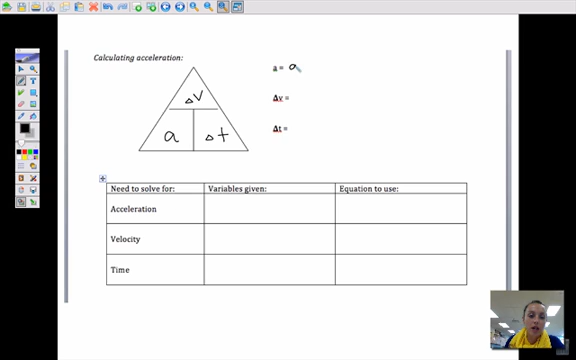 Calculating acceleration:
a = a
ΔV
Δv =
a
Δt
Δt =
Need to solve for: Variables given: Equation to use:
Acceleration
Velocity
Time